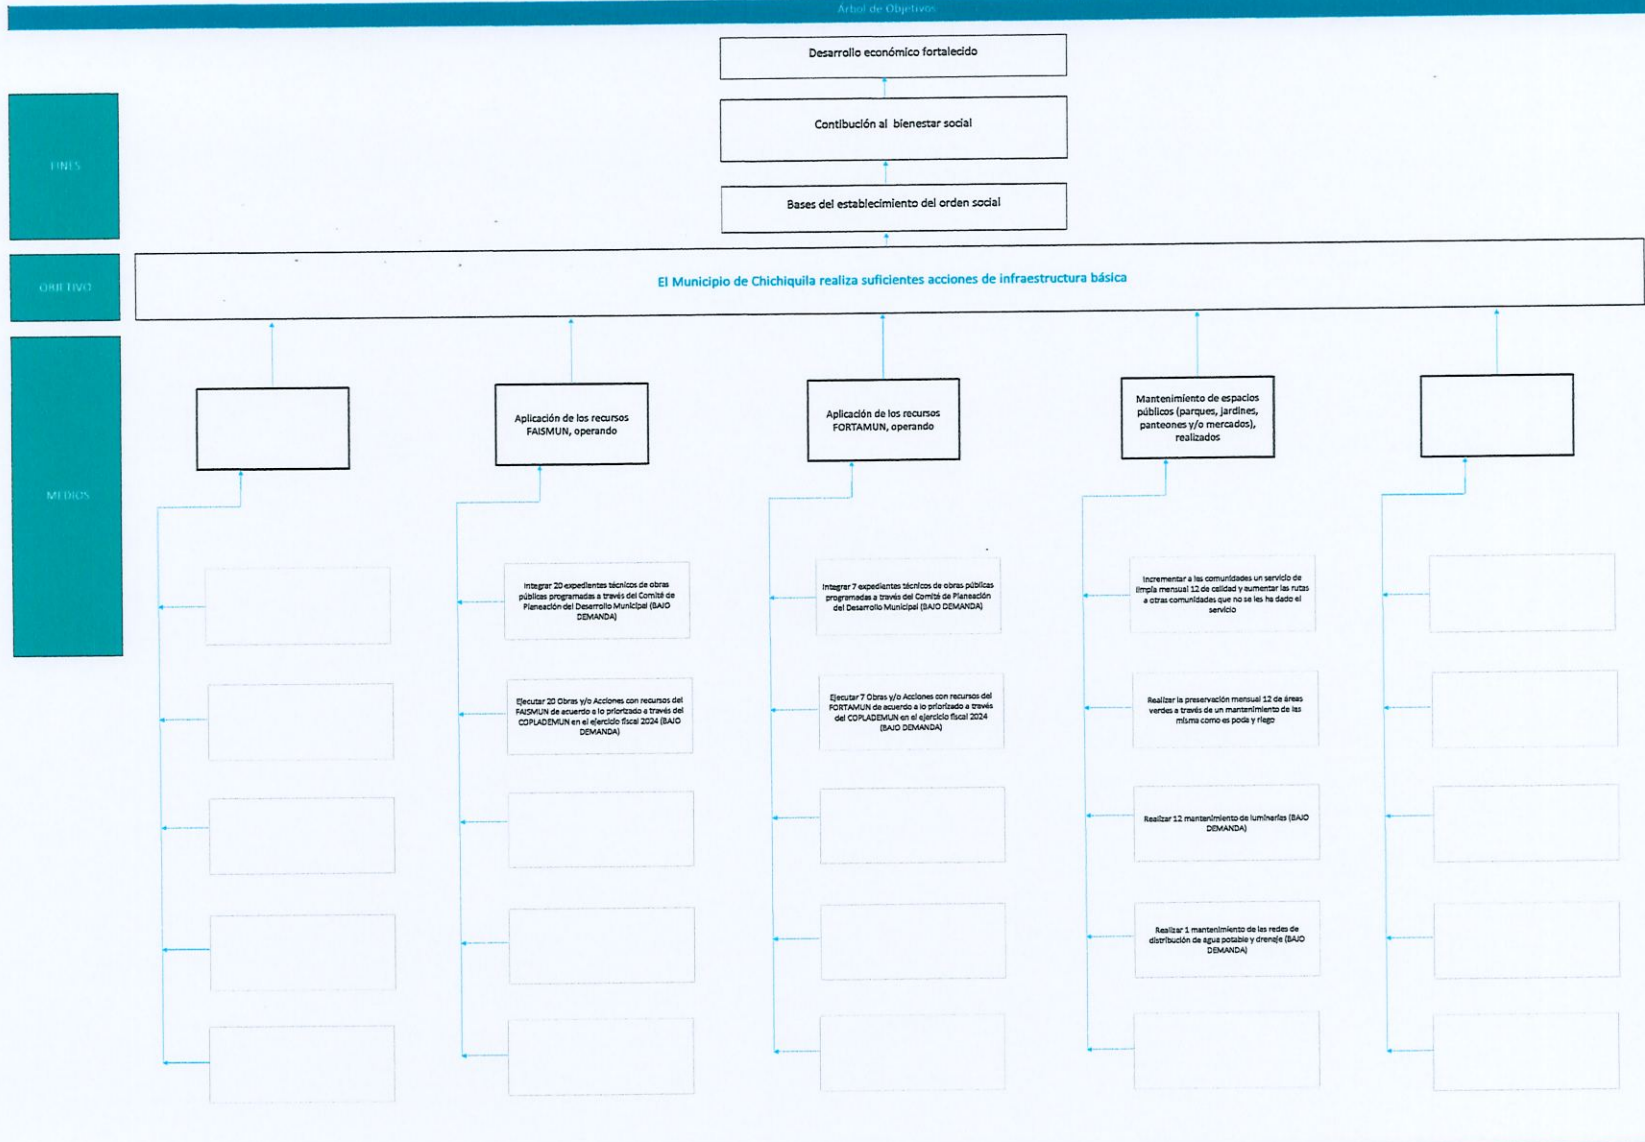 Árbol de Objetivos
Desarrollo económico fortalecido
FINES
Contibución al bienestar social
Bases del establecimiento del orden social
OBJETIVO
El Municipio de Chichiquila realiza suficientes acciones de infraestructura básica
MEDIOS
Aplicación de los recursos
FAISMUN, operando
Aplicación de los recursos
FORTAMUN, operando
Mantenimiento de espacios
públicos (parques, jardines,
panteones y/o mercados),
realizados
Integrar 20 expedientes técnicos de obras
públicas programadas a través del Comité de
Planeación del Desarrollo Municipal (BAJO
DEMANDA)
Integrar 7 expedientes técnicos de obras públicas
programadas a través del Comité de Planeación
del Desarrollo Municipal (BAJO DEMANDA)
Incrementar a las comunidades un servicio de
limpia mensual 12 de calidad y aumentar las rutas
a otras comunidades que no se les ha dado el
servicio
Ejecutar 20 Obras y/o Acciones con recursos del
FAISMUN de acuerdo a lo priorizado a través del
COPLADEMUN en el ejercicio fiscal 2024 (BAJO
DEMANDA)
Ejecutar 7 Obras y/o Acciones con recursos del
FORTAMUN de acuerdo a lo priorizado a través
del COPLADEMUN en el ejercicio fiscal 2024
(BAJO DEMANDA)
Realizar la preservación mensual 12 de áreas
verdes a través de un mantenimiento de las
misma como es poda y riego
Realizar 12 mantenimiento de luminarias (BAJO
DEMANDA)
Realizar 1 mantenimiento de las redes de
distribución de agua potable y drenaje (BAJO
DEMANDA)